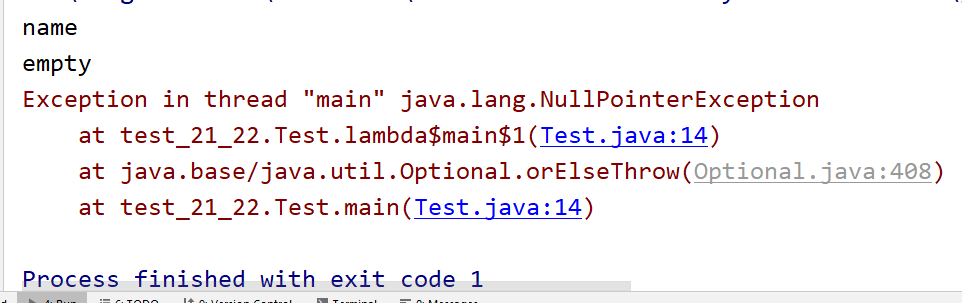 name
empty
Exception in thread "main" java.lang.NullPointerException
at test_21_22.Test.lambda$main$1(Test.java:14)
at java.base/java.util.Optional.orElseThrow(Optional.java:408)
at test_21_22.Test.main(Test.java:14)
Process finished with exit code 1